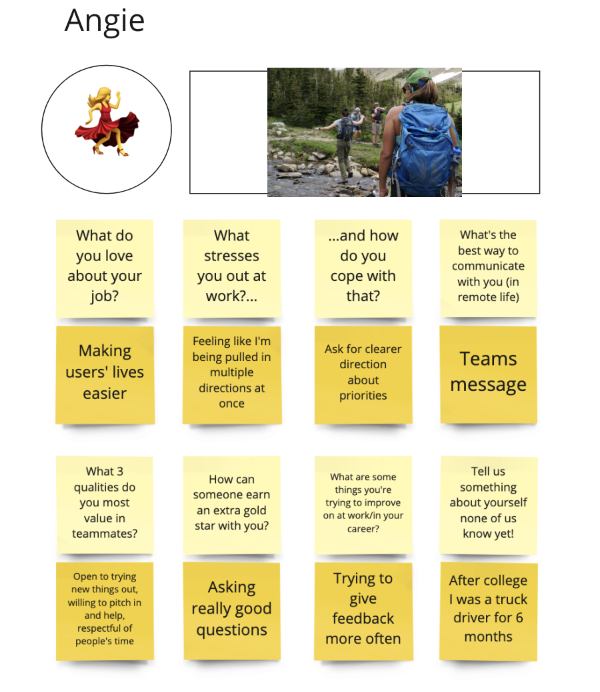 Angie
What do
you love
about your
job?
What
stresses
you out at
work?...
...and how
do you
cope with
that?
What's the
best way to
communicate
with you (in
remote life)
Making
users' lives
easier
Feeling like I'm
being pulled in
multiple
directions at
once
Ask for clearer
direction
about
priorities
Teams
message
What 3
qualities do
you most
value in
teammates?
How can
someone earn
an extra gold
star with you?
What are some
things you're
trying to improve
on at work/in your
career?
Tell us
something
about yourself
none of us
know yet!
Open to trying
new things out,
willing to pitch in
and help,
respectful of
people's time
Asking
really good
questions
Trying to
give
feedback
more often
After college
I was a truck
driver for 6
months